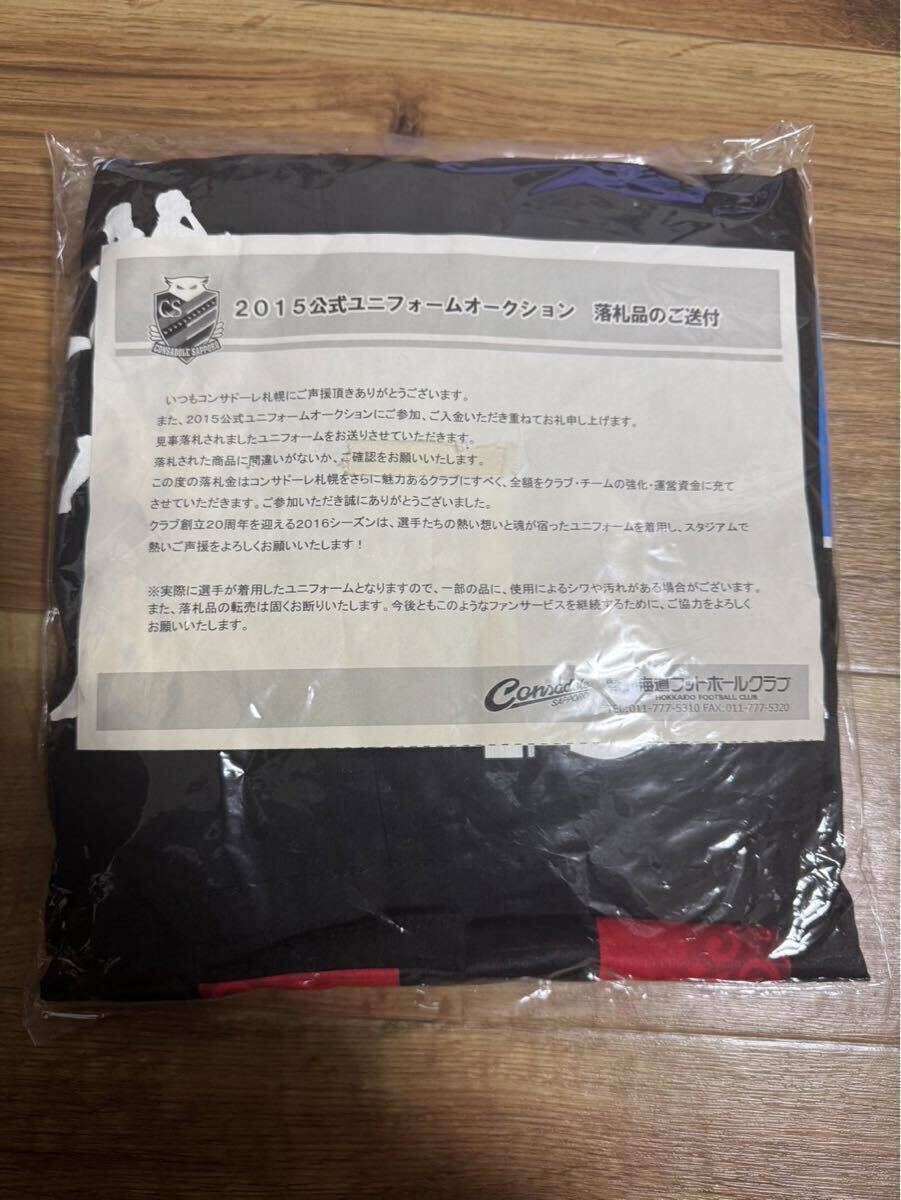 CS
CONSADOLE SAPPORO
2015公式ユニフォームオークション 落札品のご送付
いつもコンサドーレ札幌にご声援頂きありがとうございます。
また、2015公式ユニフォームオークションにご参加、ご入金いただき重ねてお礼申し上げます。
見事落札されましたユニフォームをお送りさせていただきます。
落札された商品に間違いがないか、ご確認をお願いいたします。
この度の落札金はコンサドーレ札幌をさらに魅力あるクラブにすべく、全額をクラブ・チームの強化・運営資金に充て
させていただきます。ご参加いただき誠にありがとうございました。
クラブ創立20周年を迎える2016シーズンは、選手たちの熱い想いと魂が宿ったユニフォームを着用し、スタジアムで
熱いご声援をよろしくお願いいたします！
※実際に選手が着用したユニフォームとなりますので、一部の品に、使用によるシワや汚れがある場合がございます。
また、落札品の転売は固くお断りいたします。今後ともこのようなファンサービスを継続するために、ご協力をよろしく
お願いいたします。
Consadole
SAPPORO
海道フットボールクラブ
HOKKAIDO FOOTBALL CLUB
TEL:011-777-5310 FAX:011-777-5320